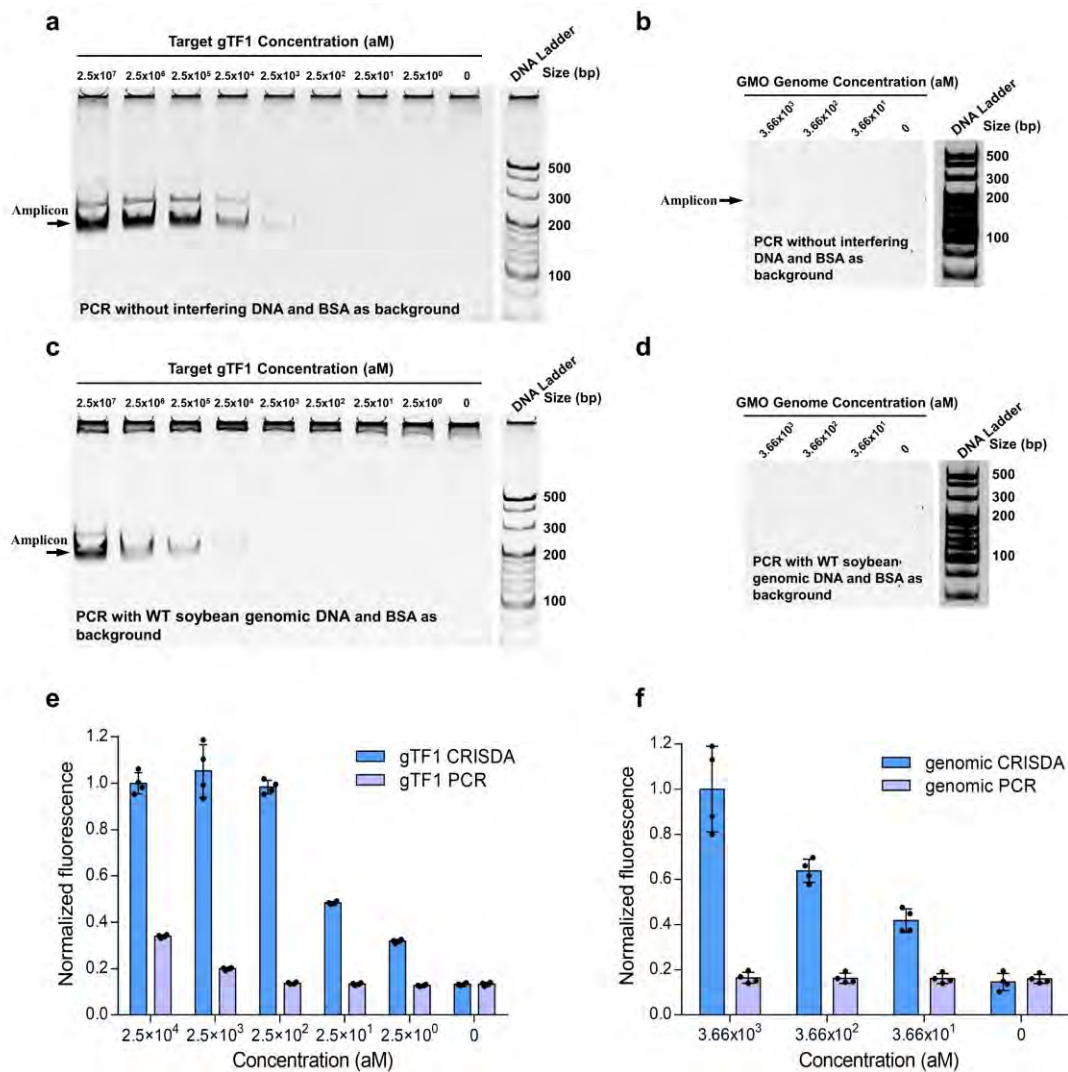 a
Target gTF1 Concentration (aM)
2.5x10⁷ 2.5x10⁶ 2.5x10⁵ 2.5x10⁴ 2.5x10³ 2.5x10² 2.5x10¹ 2.5x10⁰ 0
DNA Ladder
Size (bp)
500
300
200
100
Amplicon
PCR without interfering DNA and BSA as background
b
GMO Genome Concentration (aM)
3.66x10³ 3.66x10² 3.66x10¹ 0
DNA Ladder
Size (bp)
500
300
200
100
Amplicon
PCR without interfering
DNA and BSA as
background
c
Target gTF1 Concentration (aM)
2.5x10⁷ 2.5x10⁶ 2.5x10⁵ 2.5x10⁴ 2.5x10³ 2.5x10² 2.5x10¹ 2.5x10⁰ 0
DNA Ladder
Size (bp)
500
300
200
100
Amplicon
PCR with WT soybean genomic DNA and BSA as
background
d
GMO Genome Concentration (aM)
3.66x10³ 3.66x10² 3.66x10¹ 0
DNA Ladder
Size (bp)
500
300
200
100
PCR with WT soybean
genomic DNA and BSA as
background
e
Normalized fluorescence
1.2
1.0
0.8
0.6
0.4
0.2
0.0
gTF1 CRISDA
gTF1 PCR
2.5×10⁴ 2.5×10³ 2.5×10² 2.5×10¹ 2.5×10⁰ 0
Concentration (aM)
f
Normalized fluorescence
1.2
1.0
0.8
0.6
0.4
0.2
0.0
genomic CRISDA
genomic PCR
3.66x10³ 3.66x10² 3.66x10¹ 0
Concentration (aM)